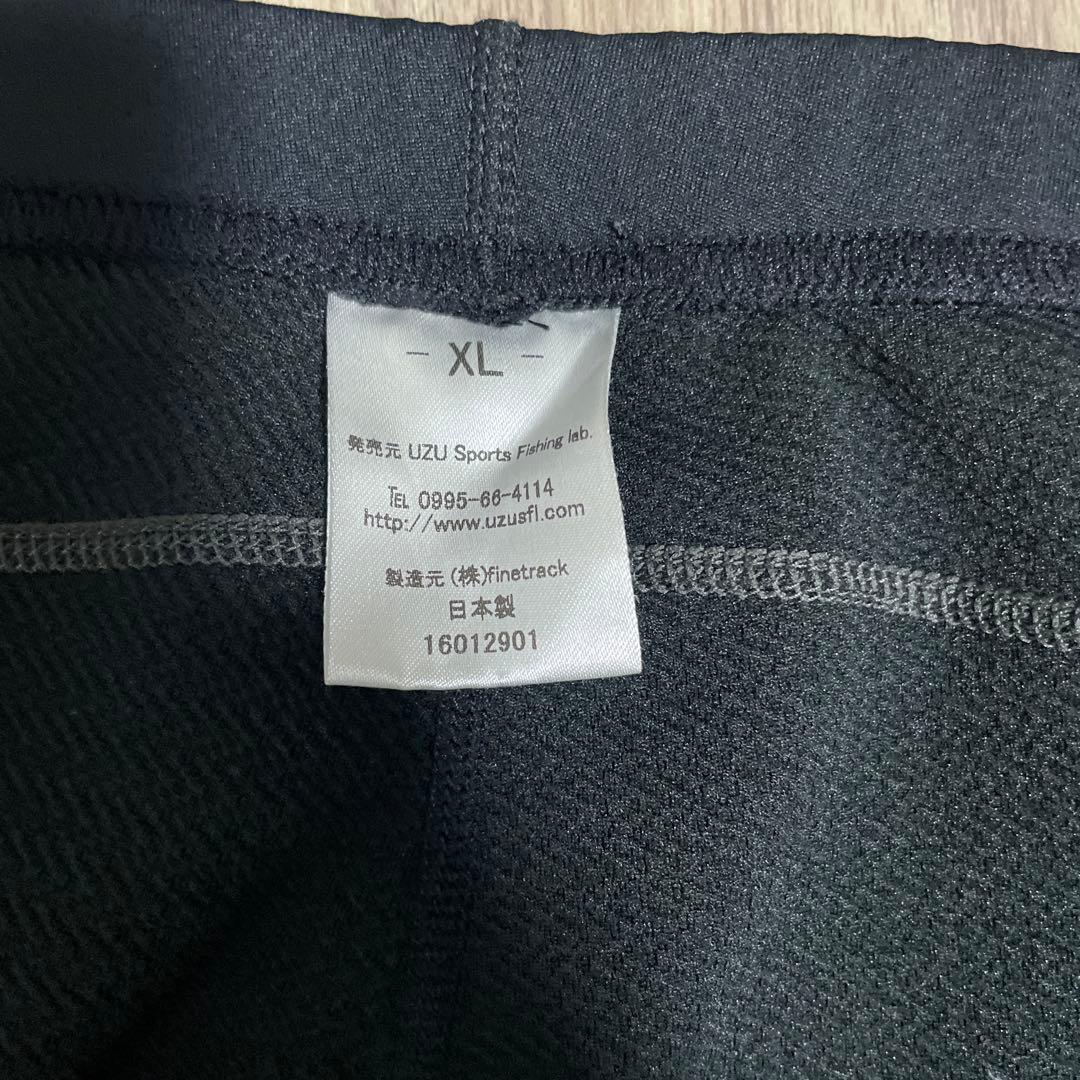 - XL -
発売元 UZU Sports Fishing lab.
TEL 0995-66-4114
http://www.uzusfl.com
製造元 (株)finetrack
日本製
16012901